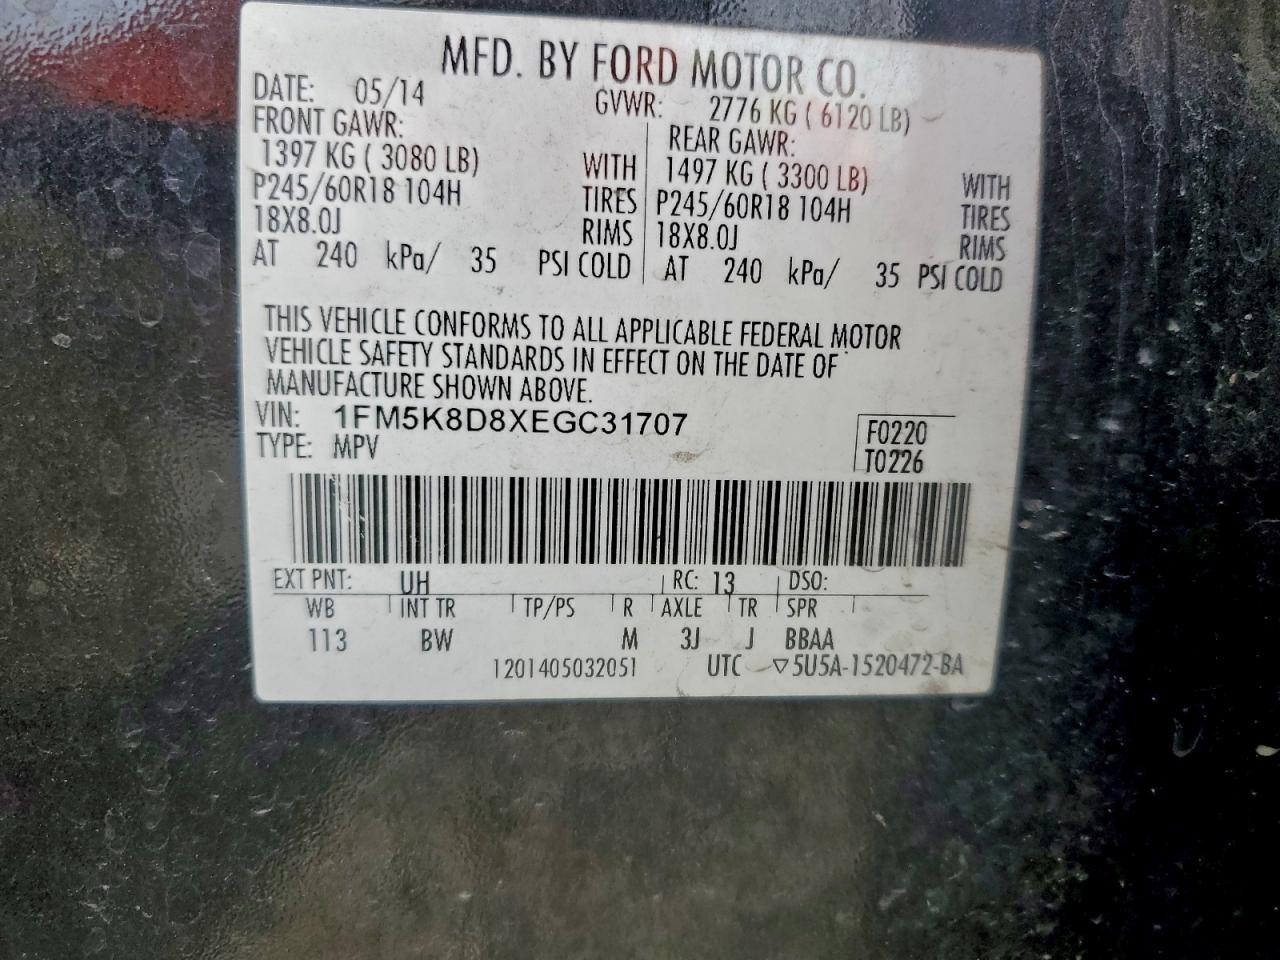 MFD. BY FORD MOTOR CO.
DATE: 05/14 GVWR: 2776 KG ( 6120 LB)
FRONT GAWR: REAR GAWR:
1397 KG ( 3080 LB) WITH 1497 KG ( 3300 LB) WITH
P245/60R18 104H TIRES P245/60R18 104H TIRES
18X8.0J RIMS 18X8.0J RIMS
AT 240 kPa/ 35 PSI COLD AT 240 kPa/ 35 PSI COLD
THIS VEHICLE CONFORMS TO ALL APPLICABLE FEDERAL MOTOR
VEHICLE SAFETY STANDARDS IN EFFECT ON THE DATE OF
MANUFACTURE SHOWN ABOVE.
VIN: 1FM5K8D8XEGC31707
TYPE: MPV
F0220
T0226
EXT PNT: UH RC: 13 DSO:
WB INT TR TP/PS R AXLE TR SPR
113 BW M 3J J BBAA
1201405032051 UTC ▽5U5A-1520472-BA